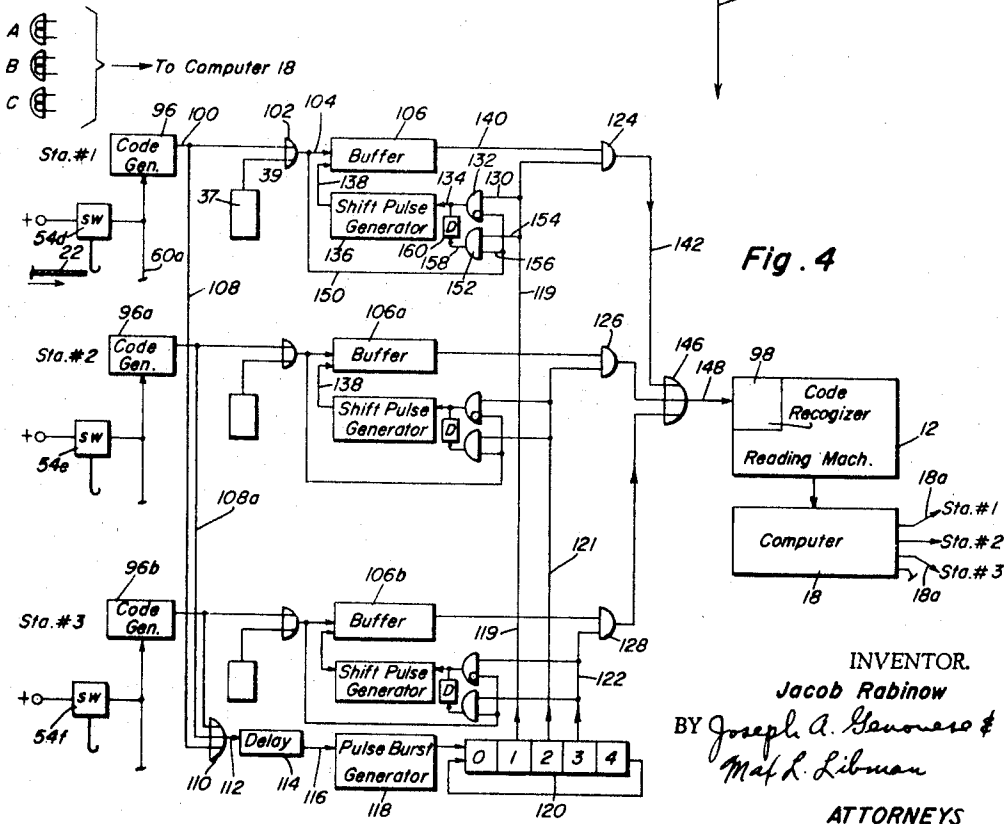 A
B
C
To Computer 18
96
100
102
104
106
140
124
Sta. #1
Code Gen.
Buffer
132
130
39
138
134
37
Shift Pulse Generator
+
SW
54d
22
60a
160
D
154
158
156
136
150
152
142
119
Fig. 4
108
96a
106a
126
146
Sta. #2
Code Gen.
Buffer
148
98
138
Code Recogizer
Shift Pulse Generator
D
12
+
SW
54e
Reading Mach.
18a
108a
Sta. #1
Computer
Sta. #2
121
Sta. #3
18
18a
96b
106b
Sta. #3
Code Gen.
Buffer
119
128
122
Shift Pulse Generator
D
+
SW
54f
110
112
Delay
114
116
Pulse Burst Generator
118
0 1 2 3 4
120
INVENTOR.
Jacob Rabinow
BY Joseph A. Genovese &
Max L. Libman
ATTORNEYS